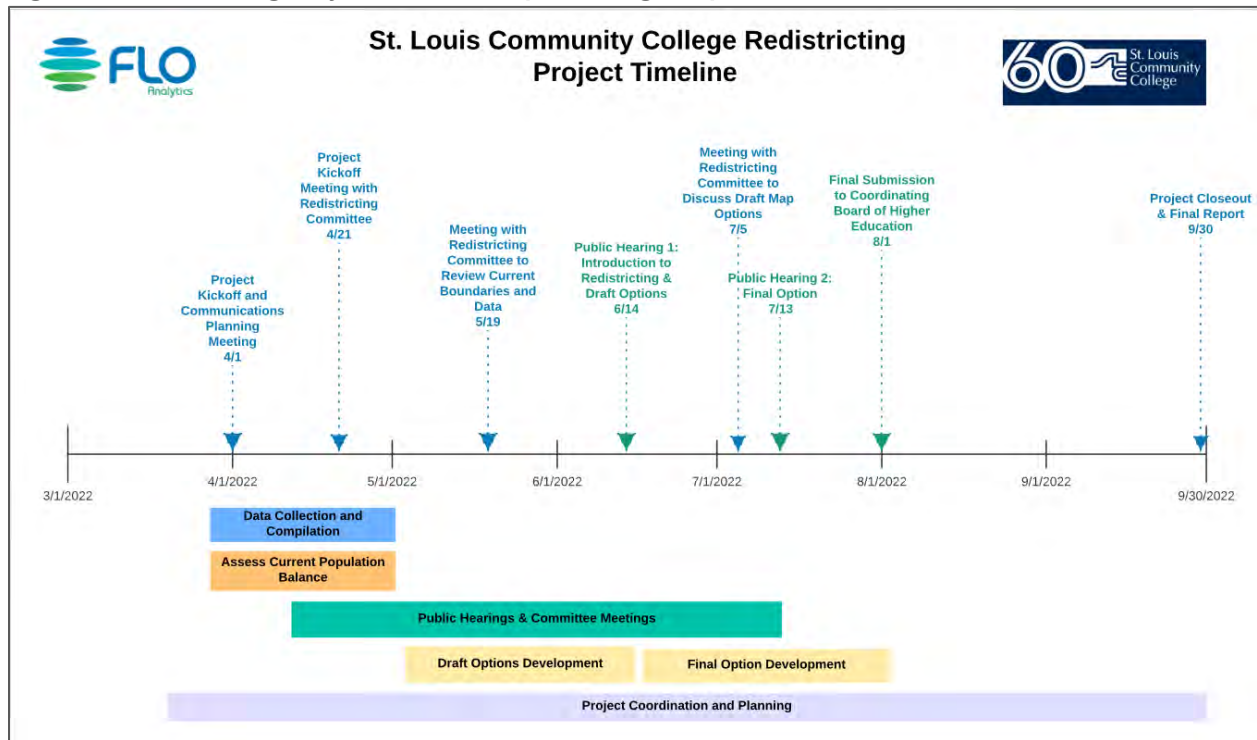 FLO
Analytics
St. Louis Community College Redistricting
Project Timeline
60
St. Louis
Community
College
Project
Kickoff and
Communications
Planning
Meeting
4/1
Project
Kickoff
Meeting with
Redistricting
Committee
4/21
Meeting with
Redistricting
Committee to
Review Current
Boundaries and
Data
5/19
Public Hearing 1:
Introduction to
Redistricting &
Draft Options
6/14
Meeting with
Redistricting
Committee to
Discuss Draft Map
Options
7/5
Public Hearing 2:
Final Option
7/13
Final Submission
to Coordinating
Board of Higher
Education
8/1
Project Closeout
& Final Report
9/30
3/1/2022
4/1/2022
5/1/2022
6/1/2022
7/1/2022
8/1/2022
9/1/2022
9/30/2022
Data Collection and
Compilation
Assess Current Population
Balance
Public Hearings & Committee Meetings
Draft Options Development
Final Option Development
Project Coordination and Planning